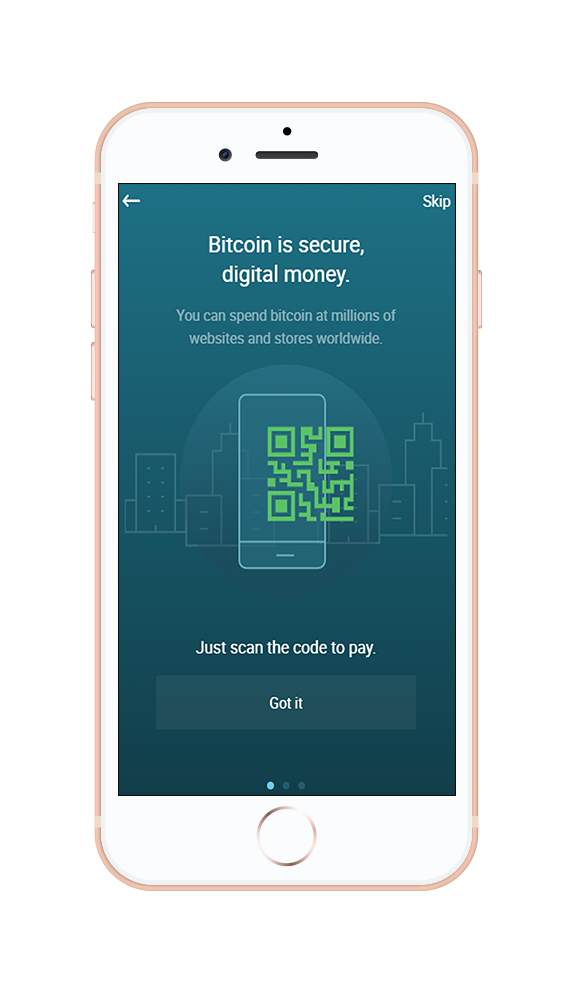 Skip
Bitcoin is secure,
digital money.
You can spend bitcoin at millions of
websites and stores worldwide.
Just scan the code to pay.
Got it